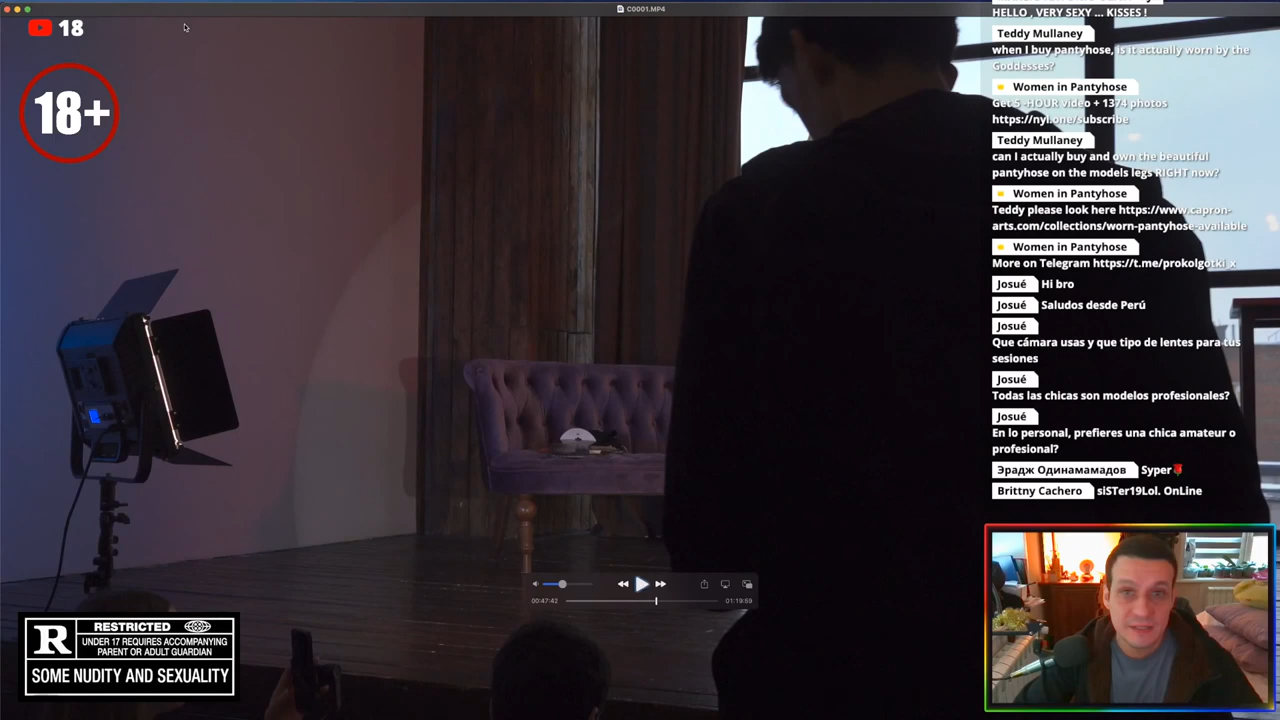 C0001.MP4
18
18+
HELLO , VERY SEXY ... KISSES !
Teddy Mullaney
when I buy pantyhose, is it actually worn by the
Goddesses?
Women in Pantyhose
Get 5 -HOUR video + 1374 photos
https://nyl.one/subscribe
Teddy Mullaney
can I actually buy and own the beautiful
pantyhose on the models legs RIGHT now?
Women in Pantyhose
Teddy please look here https://www.capron-
arts.com/collections/worn-pantyhose-available
Women in Pantyhose
More on Telegram https://t.me/prokolgotki_x
Josué Hi bro
Josué Saludos desde Perú
Josué
Que cámara usas y que tipo de lentes para tus
sesiones
Josué
Todas las chicas son modelos profesionales?
Josué
En lo personal, prefieres una chica amateur o
profesional?
Эрадж Одинамамадов Syper
Brittny Cachero siSTer19Lol. OnLine
00:47:42
01:19:59
R
RESTRICTED
UNDER 17 REQUIRES ACCOMPANYING
PARENT OR ADULT GUARDIAN
SOME NUDITY AND SEXUALITY